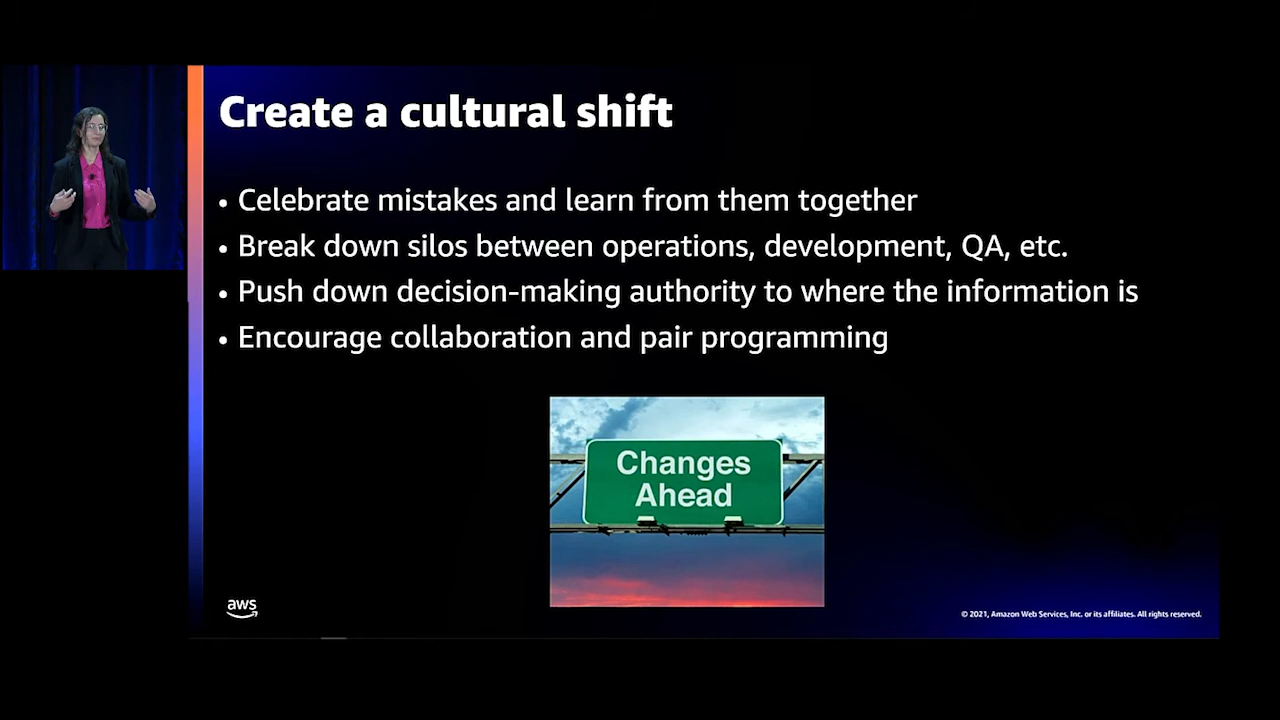 Create a cultural shift
• Celebrate mistakes and learn from them together
• Break down silos between operations, development, QA, etc.
• Push down decision-making authority to where the information is
• Encourage collaboration and pair programming
Changes
Ahead
aws
© 2021, Amazon Web Services, Inc. or its affiliates. All rights reserved.